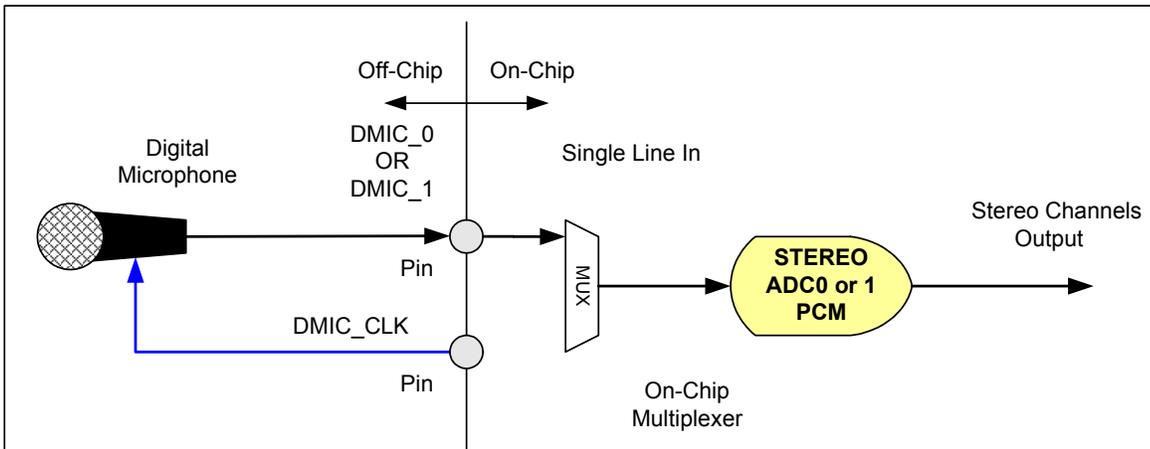 Off-Chip
On-Chip
DMIC_0
OR
DMIC_1
Single Line In
Digital
Microphone
Stereo Channels
Output
Pin
MUX
STEREO
ADC0 or 1
PCM
DMIC_CLK
Pin
On-Chip
Multiplexer